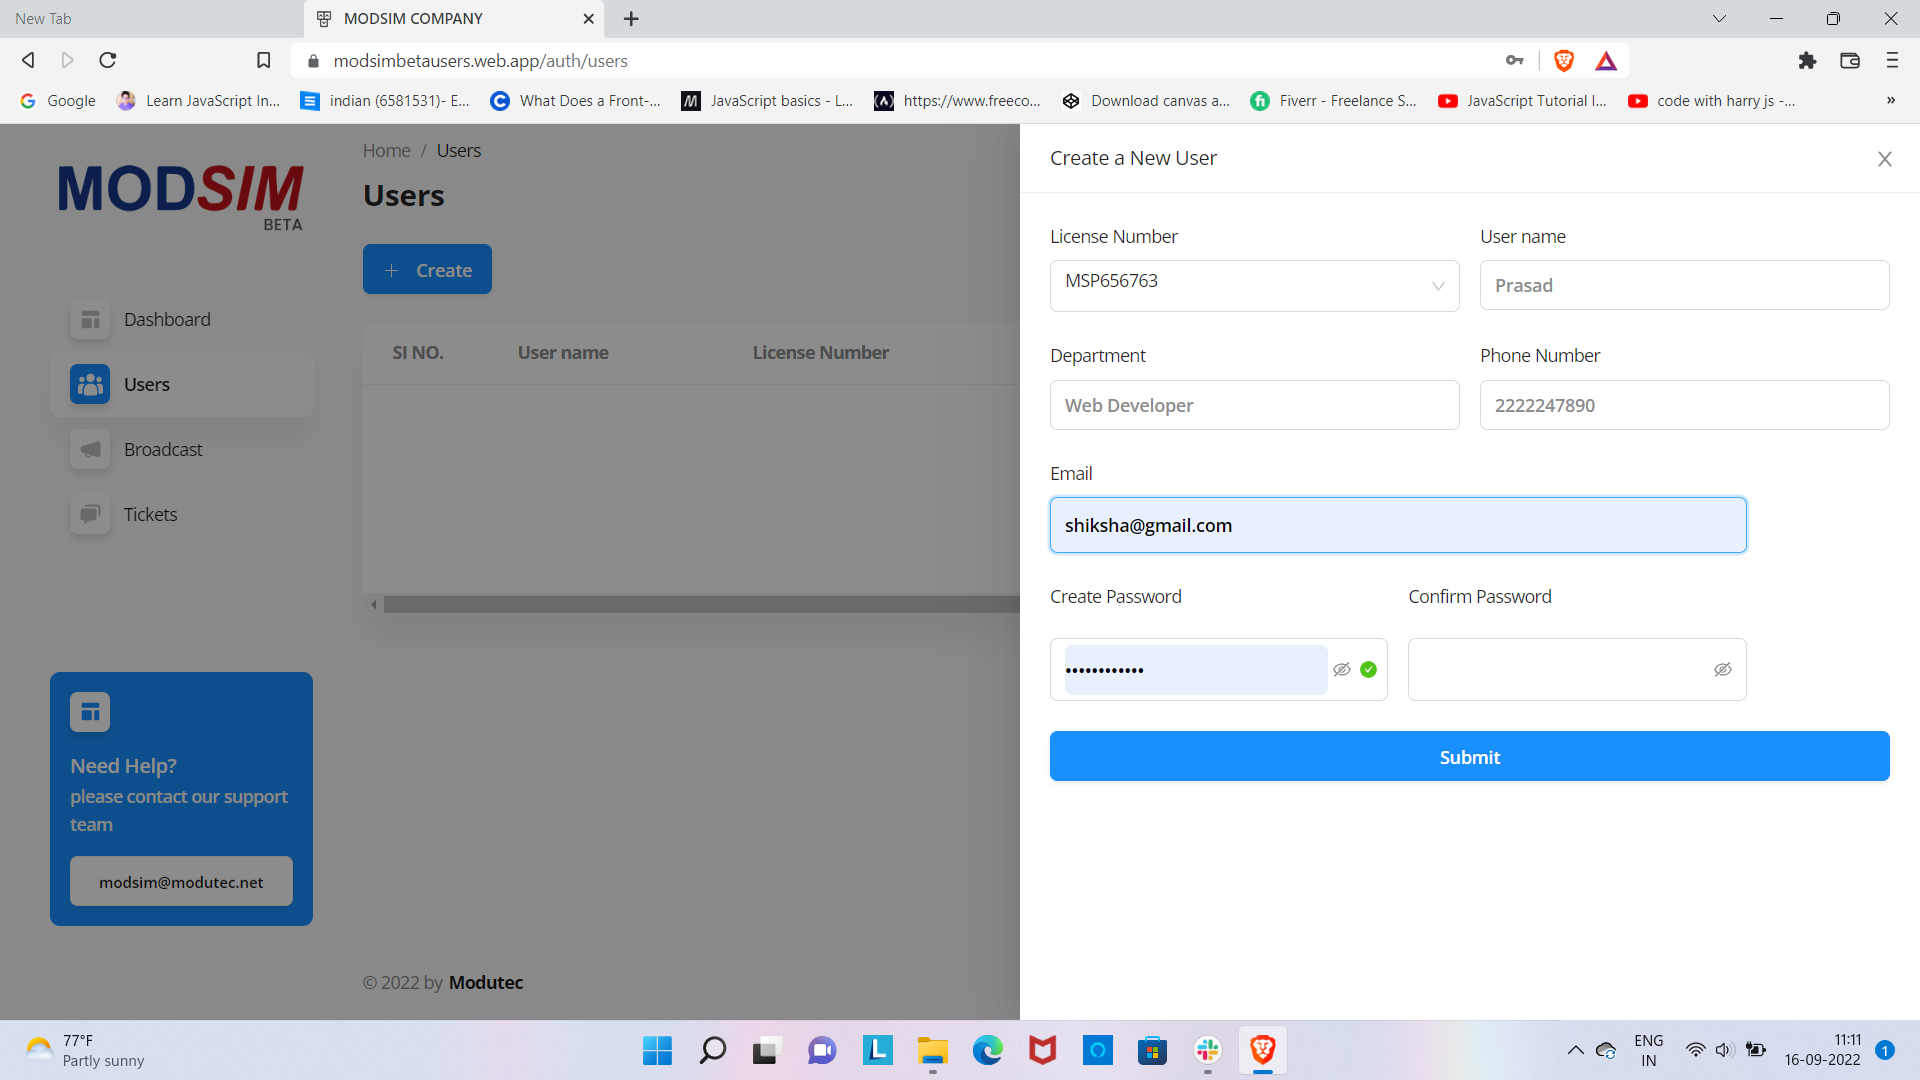 New Tab
MODSIM COMPANY
modsimbetausers.web.app/auth/users
Google
Learn JavaScript In...
indian (6581531)- E...
What Does a Front-...
JavaScript basics - L...
https://www.freeco...
Download canvas a...
Fiverr - Freelance S...
JavaScript Tutorial I...
code with harry js -...
»
MODSIM
BETA
Dashboard
Users
Broadcast
Tickets
Need Help?
please contact our support
team
modsim@modutec.net
Home / Users
Users
+ Create
SI NO. User name License Number
© 2022 by Modutec
Create a New User
License Number User name
MSP656763 Prasad
Department Phone Number
Web Developer 2222247890
Email
shiksha@gmail.com
Create Password Confirm Password
••••••••••••
Submit
77°F
Partly sunny
ENG
IN
11:11
16-09-2022
1